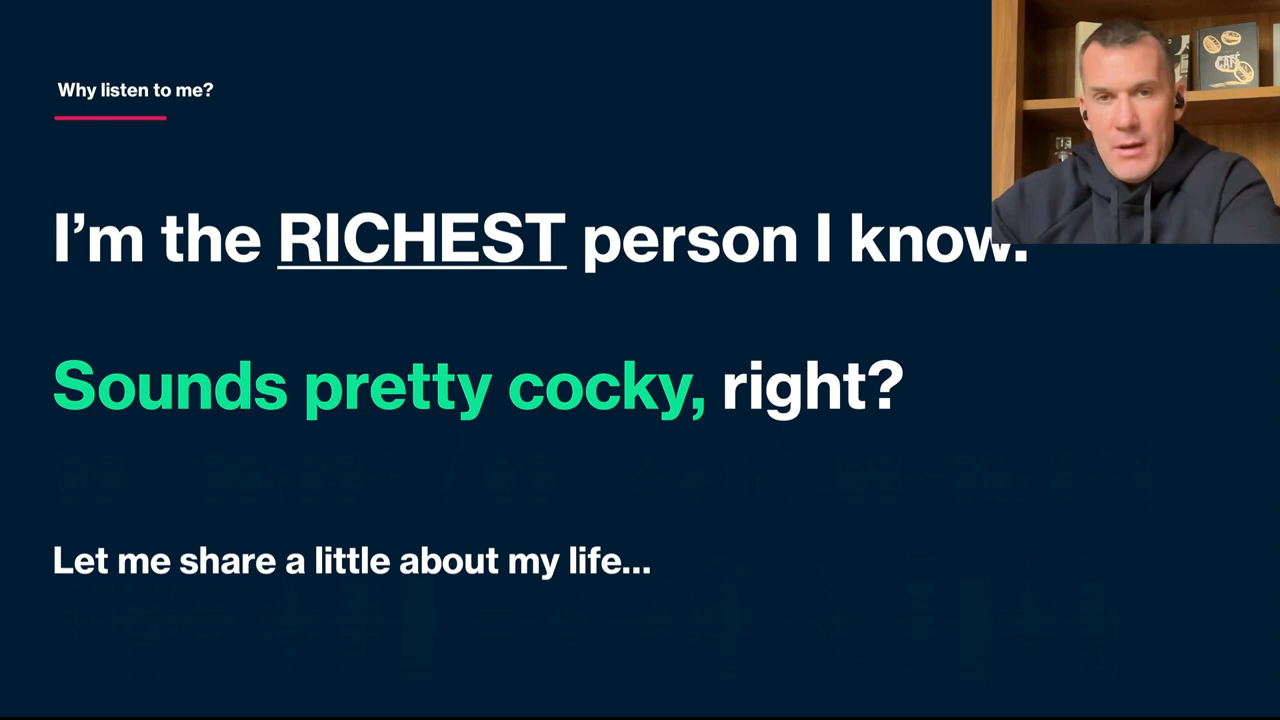 Why listen to me?
I’m the RICHEST person I know.
Sounds pretty cocky, right?
Let me share a little about my life...
CAFÉ